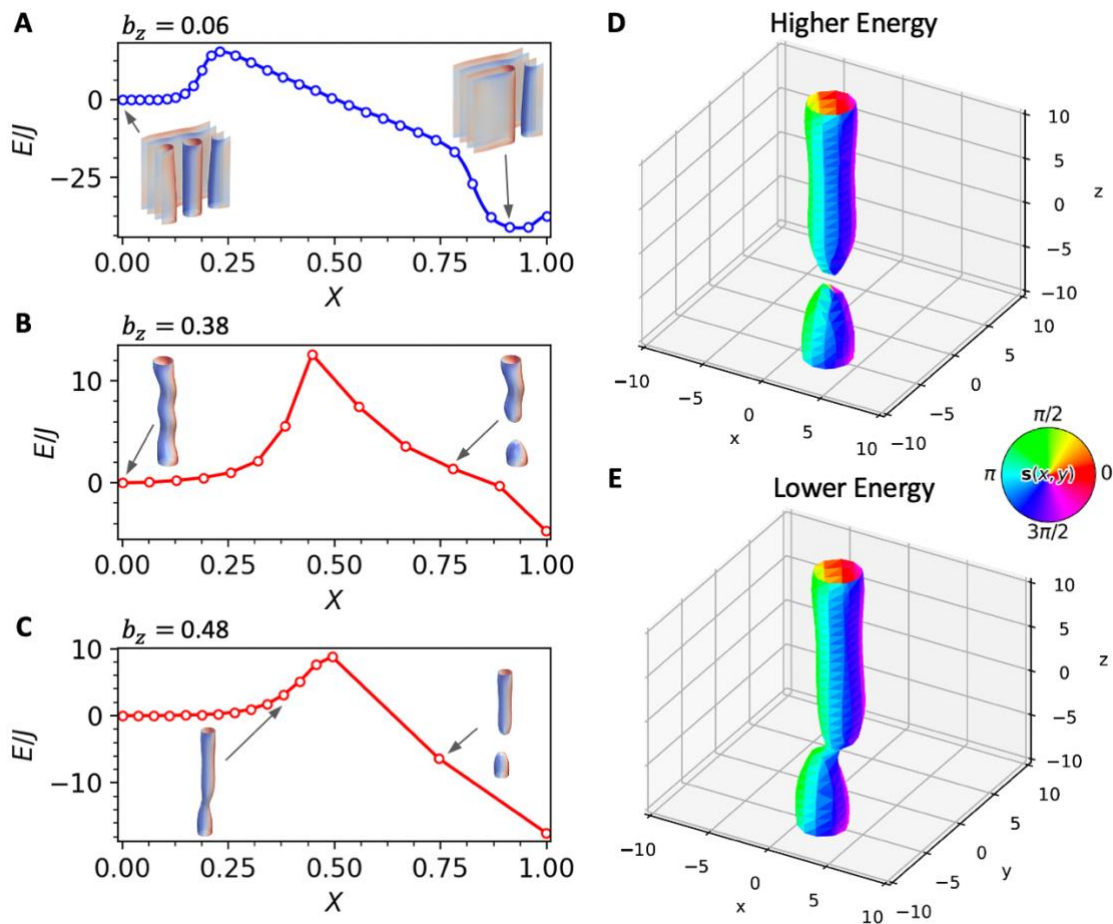 A
b_z = 0.06
0
−25
E/J
0.00 0.25 0.50 0.75 1.00
X
B
b_z = 0.38
10
0
E/J
0.00 0.25 0.50 0.75 1.00
X
C
b_z = 0.48
10
0
−10
E/J
0.00 0.25 0.50 0.75 1.00
X
D
Higher Energy
10
5
z
0
−5
−10
10
5
0
−5
−10
−10
−5
0
5
10
x
π/2
π
s(x, y)
0
3π/2
E
Lower Energy
10
5
z
0
−5
−10
10
5
0
y
−5
−10
−10
−5
0
5
10
x